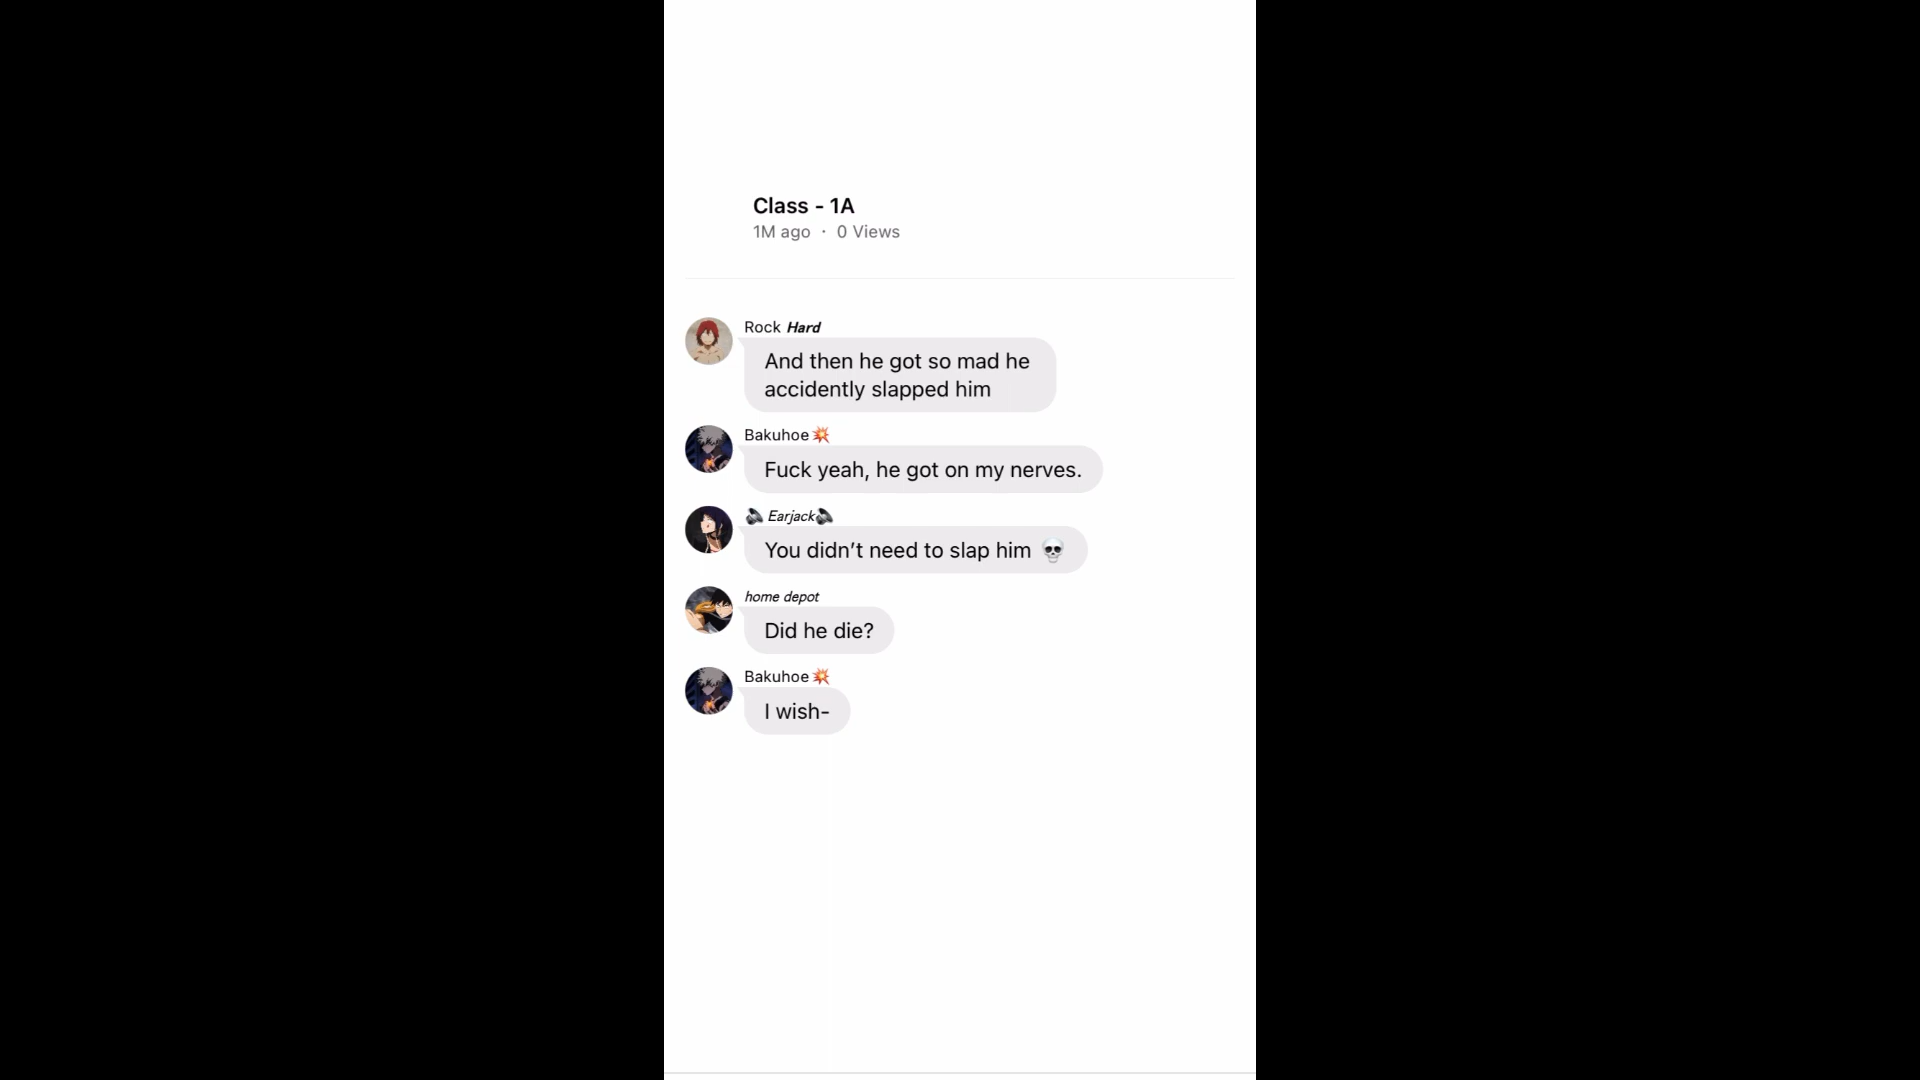 Class - 1A
1M ago · 0 Views
Rock Hard
And then he got so mad he
accidently slapped him
Bakuhoe💥
Fuck yeah, he got on my nerves.
🔊 Earjack🔊
You didn’t need to slap him 💀
home depot
Did he die?
Bakuhoe💥
I wish-